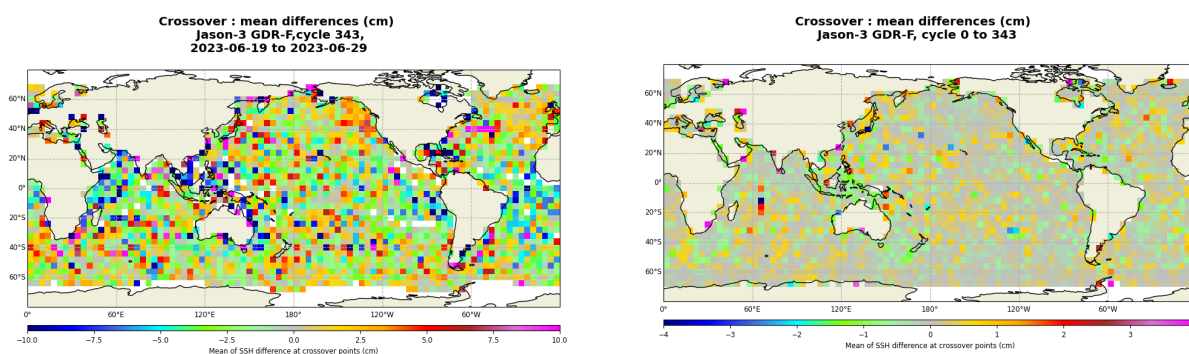 Crossover : mean differences (cm)
Jason-3 GDR-F,cycle 343,
2023-06-19 to 2023-06-29
60°N
40°N
20°N
0°
20°S
40°S
60°S
0° 60°E 120°E 180° 120°W 60°W
−10.0 −7.5 −5.0 −2.5 0.0 2.5 5.0 7.5 10.0
Mean of SSH difference at crossover points (cm)
Crossover : mean differences (cm)
Jason-3 GDR-F, cycle 0 to 343
60°N
40°N
20°N
0°
20°S
40°S
60°S
0° 60°E 120°E 180° 120°W 60°W
−4 −3 −2 −1 0 1 2 3
Mean of SSH difference at crossover points (cm)